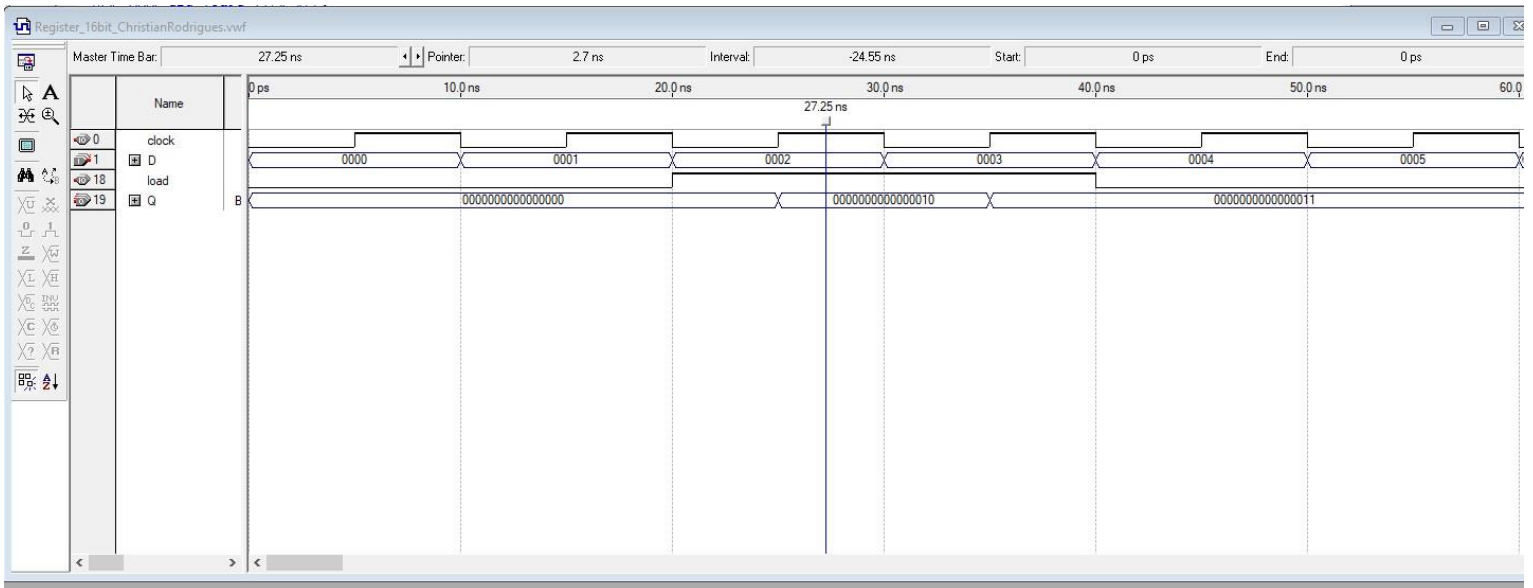 Register_16bit_ChristianRodrigues.vwf
Master Time Bar: 27.25 ns Pointer: 2.7 ns Interval: -24.55 ns Start: 0 ps End: 0 ps
Name 0 ps 10.0 ns 20.0 ns 30.0 ns 40.0 ns 50.0 ns 60.0
27.25 ns
0 clock
1 D 0000 0001 0002 0003 0004 0005
18 load
19 Q B 0000000000000000 0000000000000010 0000000000000011